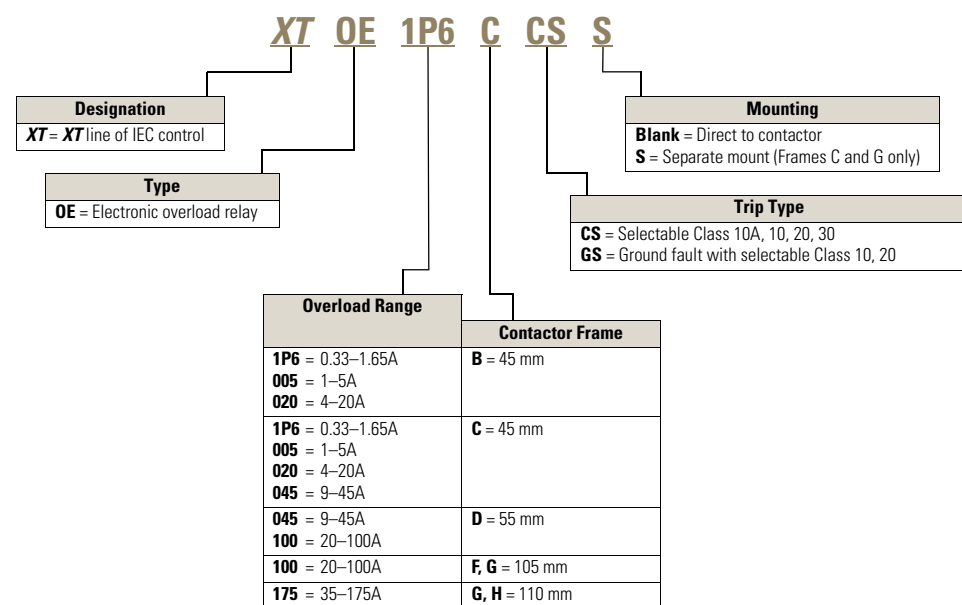 XT OE 1P6 C CS S
Designation
XT = XT line of IEC control
Mounting
Blank = Direct to contactor
S = Separate mount (Frames C and G only)
Type
OE = Electronic overload relay
Trip Type
CS = Selectable Class 10A, 10, 20, 30
GS = Ground fault with selectable Class 10, 20
Overload Range
Contactor Frame
1P6 = 0.33–1.65A
B = 45 mm
005 = 1–5A
020 = 4–20A
1P6 = 0.33–1.65A
C = 45 mm
005 = 1–5A
020 = 4–20A
045 = 9–45A
045 = 9–45A
D = 55 mm
100 = 20–100A
100 = 20–100A
F, G = 105 mm
175 = 35–175A
G, H = 110 mm